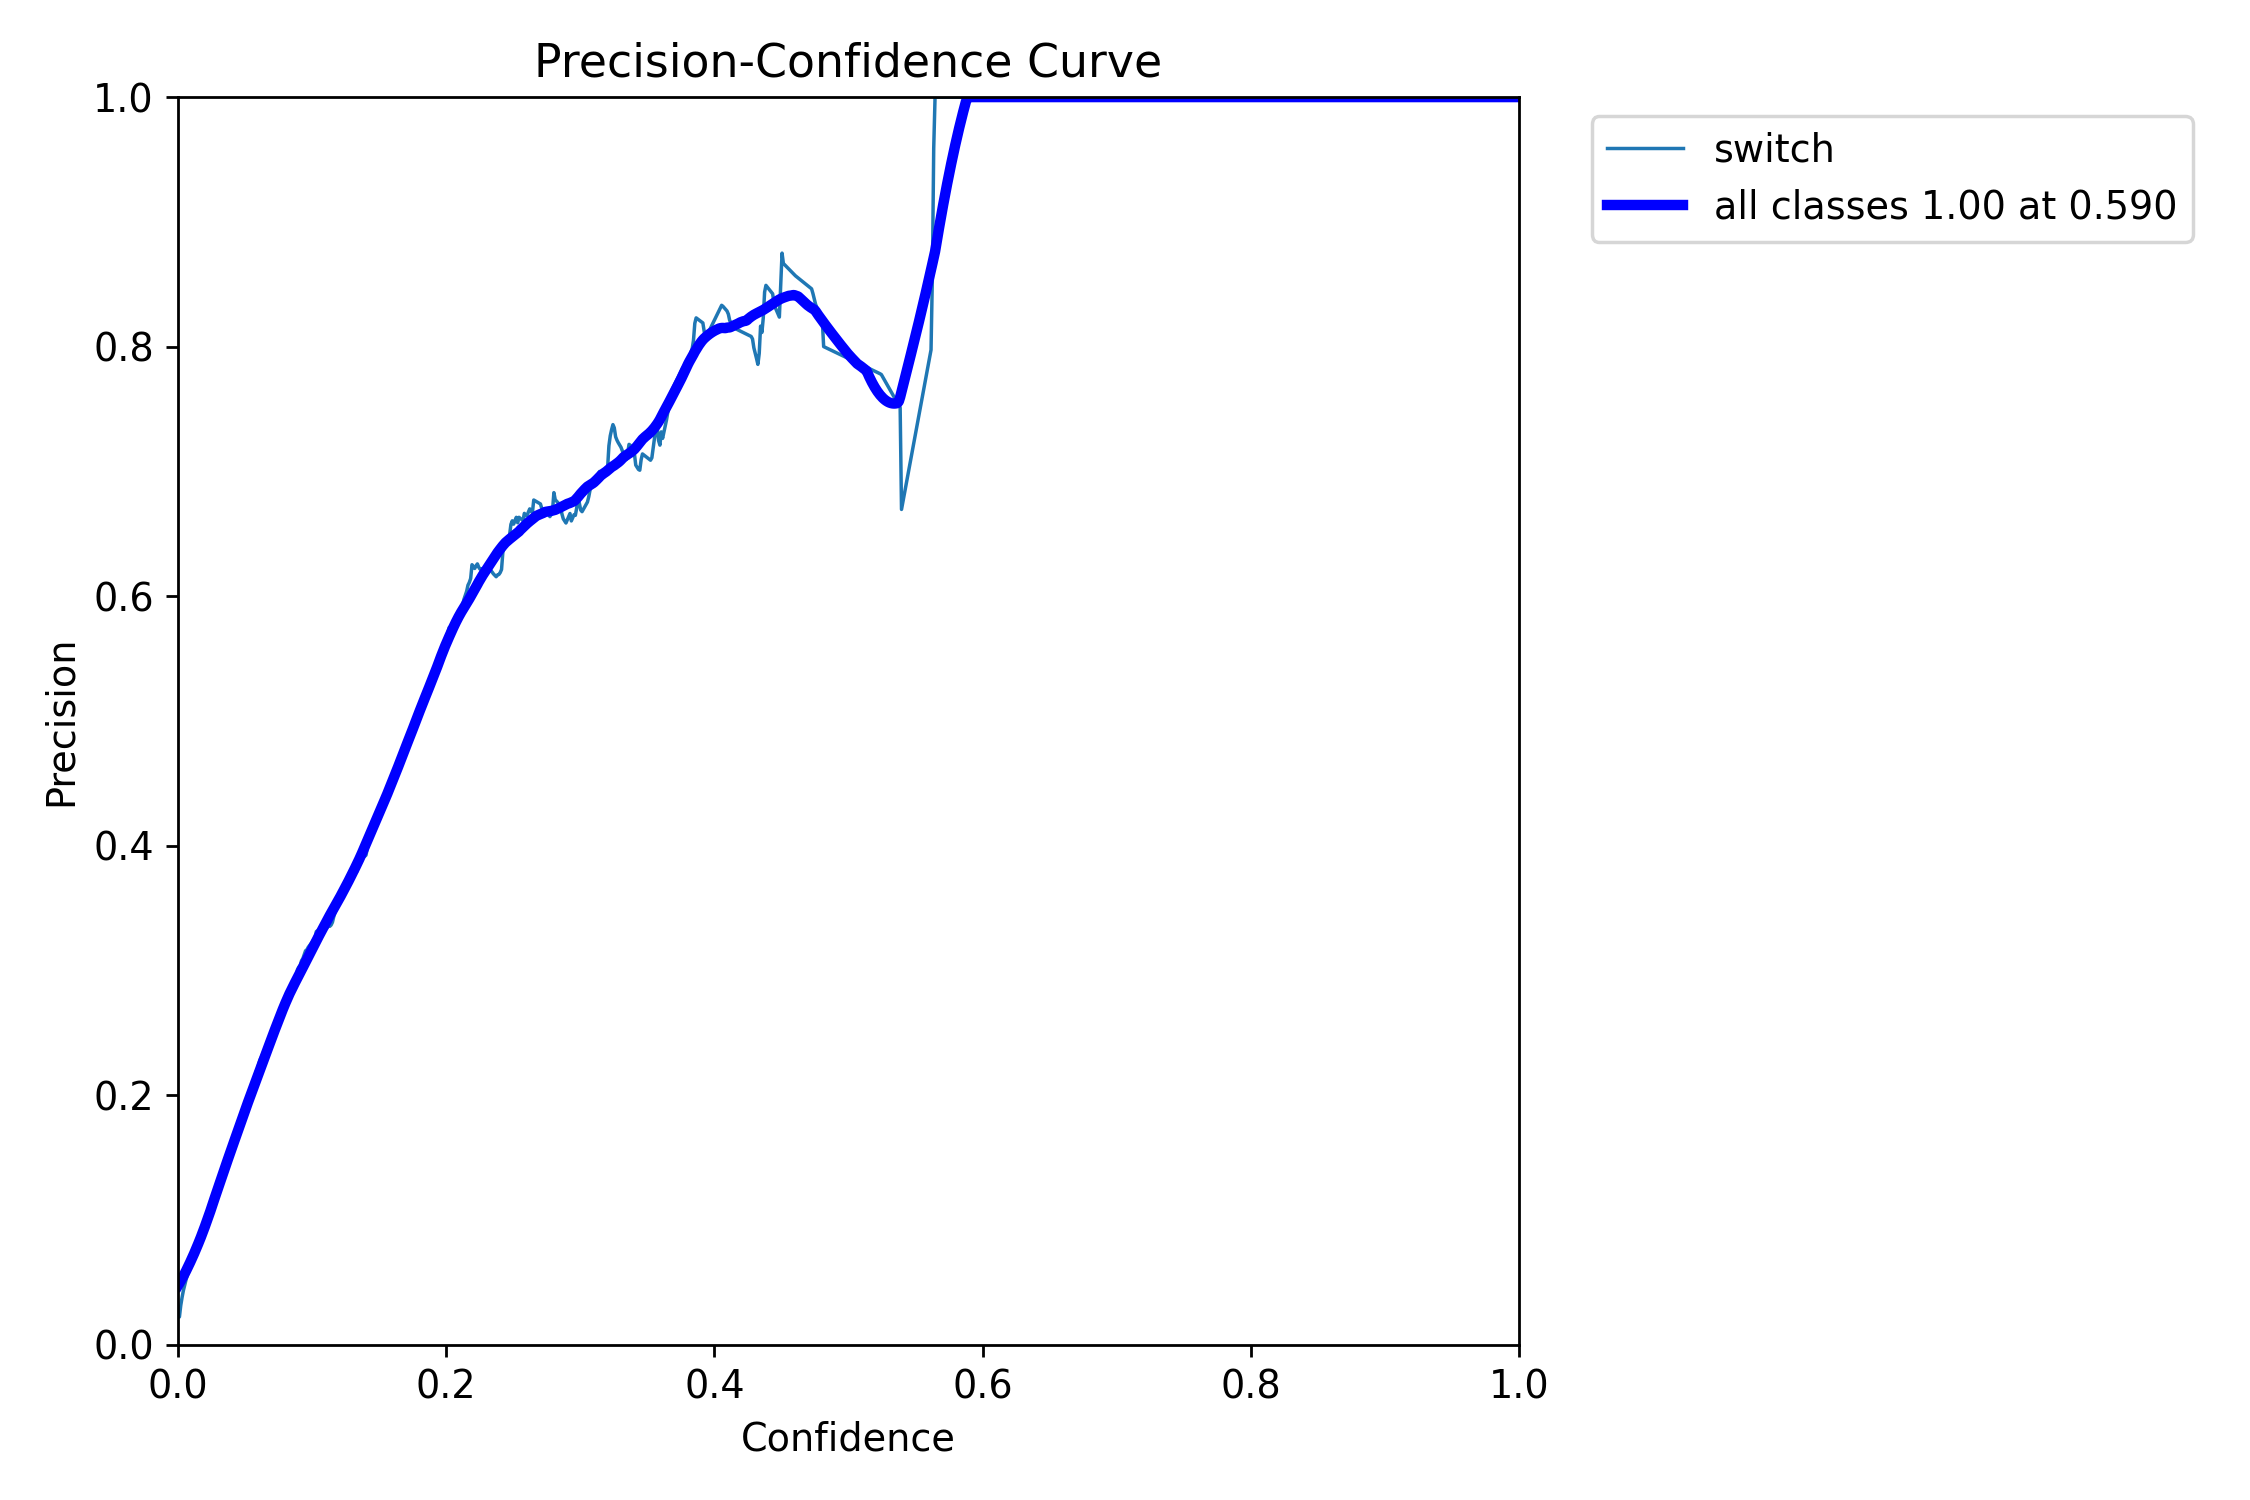 Precision-Confidence Curve
switch
all classes 1.00 at 0.590
Precision
1.0
0.8
0.6
0.4
0.2
0.0
0.0 0.2 0.4 0.6 0.8 1.0
Confidence